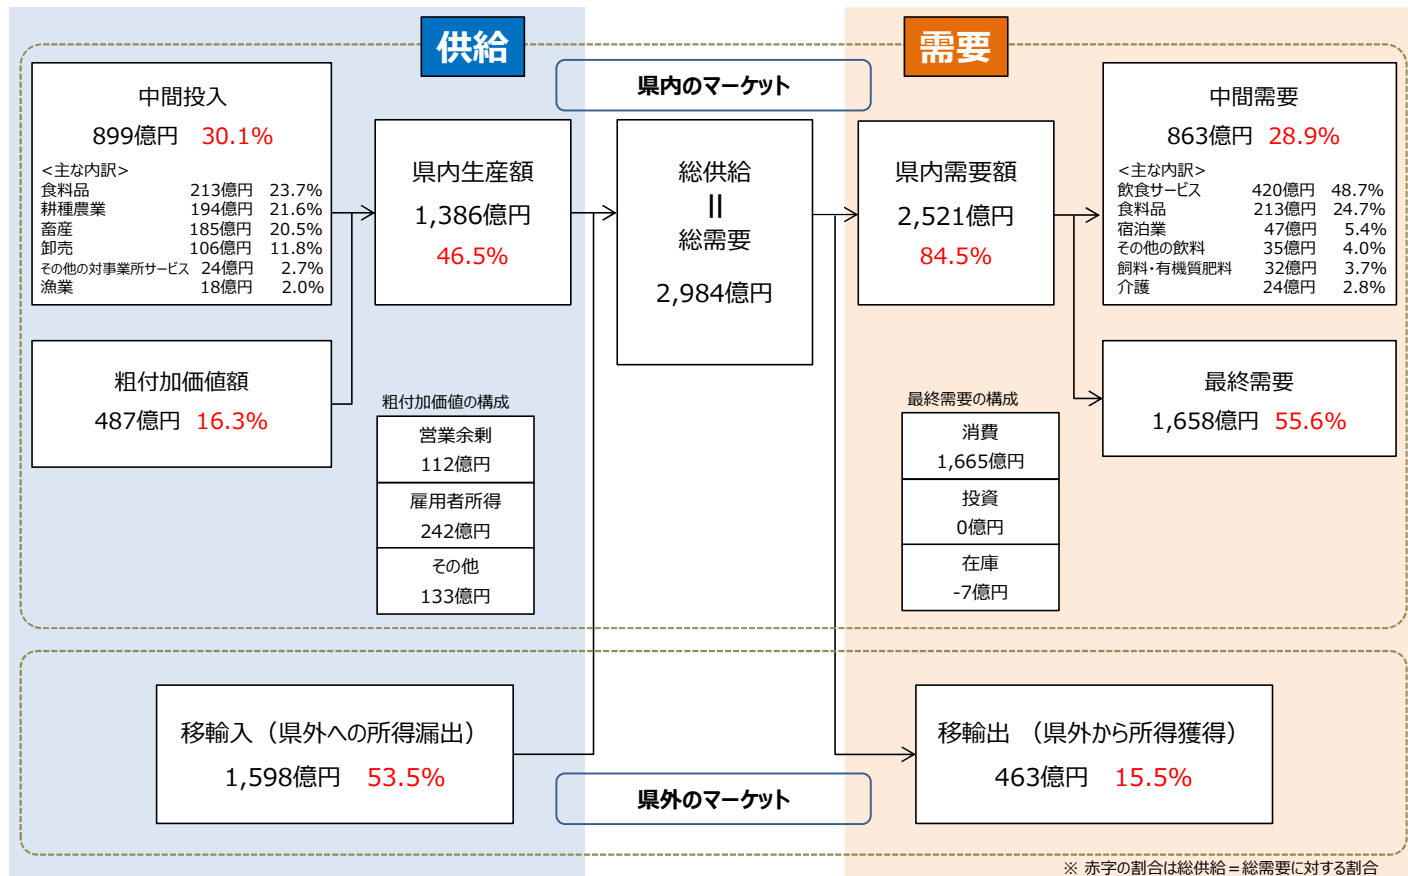 供給
需要
県内のマーケット
中間投入
899億円 30.1%
<主な内訳>
食料品 213億円 23.7%
耕種農業 194億円 21.6%
畜産 185億円 20.5%
卸売 106億円 11.8%
その他の対事業所サービス 24億円 2.7%
漁業 18億円 2.0%
粗付加価値額
487億円 16.3%
県内生産額
1,386億円
46.5%
粗付加価値の構成
営業余剰
112億円
雇用者所得
242億円
その他
133億円
総供給
=
総需要
2,984億円
県内需要額
2,521億円
84.5%
最終需要の構成
消費
1,665億円
投資
0億円
在庫
-7億円
中間需要
863億円 28.9%
<主な内訳>
飲食サービス 420億円 48.7%
食料品 213億円 24.7%
宿泊業 47億円 5.4%
その他の飲料 35億円 4.0%
飼料・有機質肥料 32億円 3.7%
介護 24億円 2.8%
最終需要
1,658億円 55.6%
移輸入（県外への所得漏出）
1,598億円 53.5%
県外のマーケット
移輸出 （県外から所得獲得）
463億円 15.5%
※ 赤字の割合は総供給＝総需要に対する割合